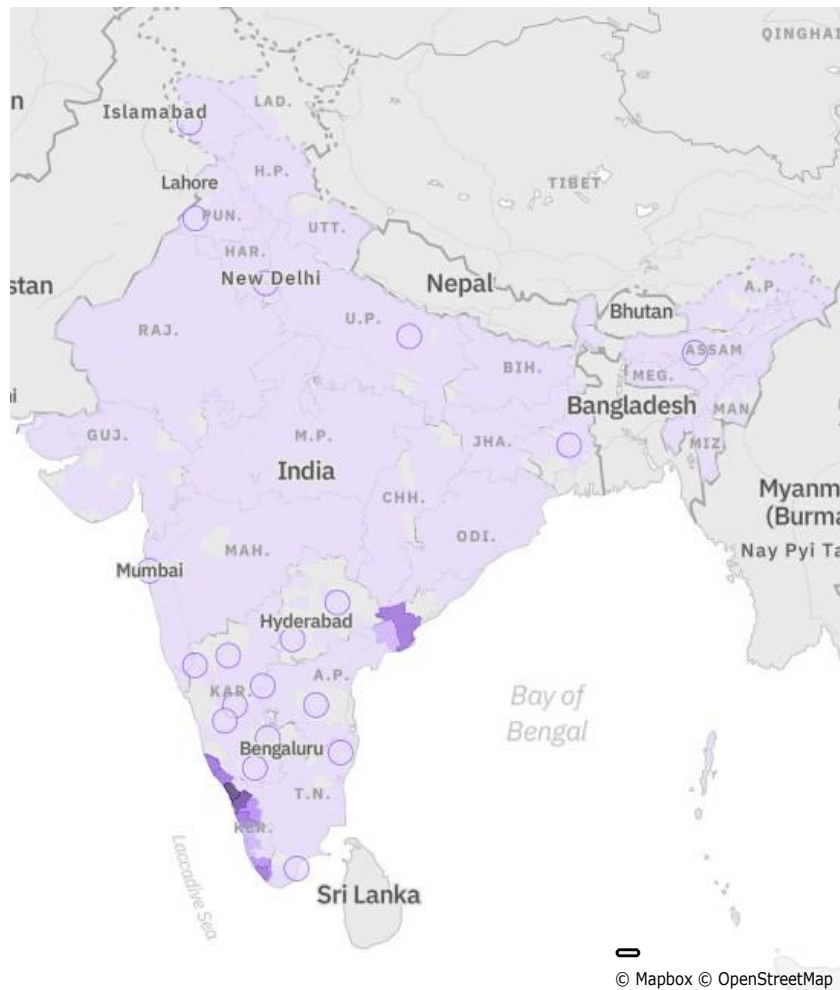 QINGHAI
n
Islamabad
LAD.
H.P.
Lahore
TIBET
PUN.
UTT.
HAR.
New Delhi
stan
Nepal
A.P.
Bhutan
U.P.
RAJ.
ASSAM
BIH.
MEG.
i
Bangladesh
MAN.
GUJ.
M.P.
JHA.
MIZ.
India
CHH.
Myanm
(Burma
ODI.
Nay Pyi Ta
MAH.
Mumbai
Hyderabad
A.P.
KAR.
Bay of
Bengal
Bengaluru
T.N.
KER.
Laccadive Sea
Sri Lanka
© Mapbox © OpenStreetMap